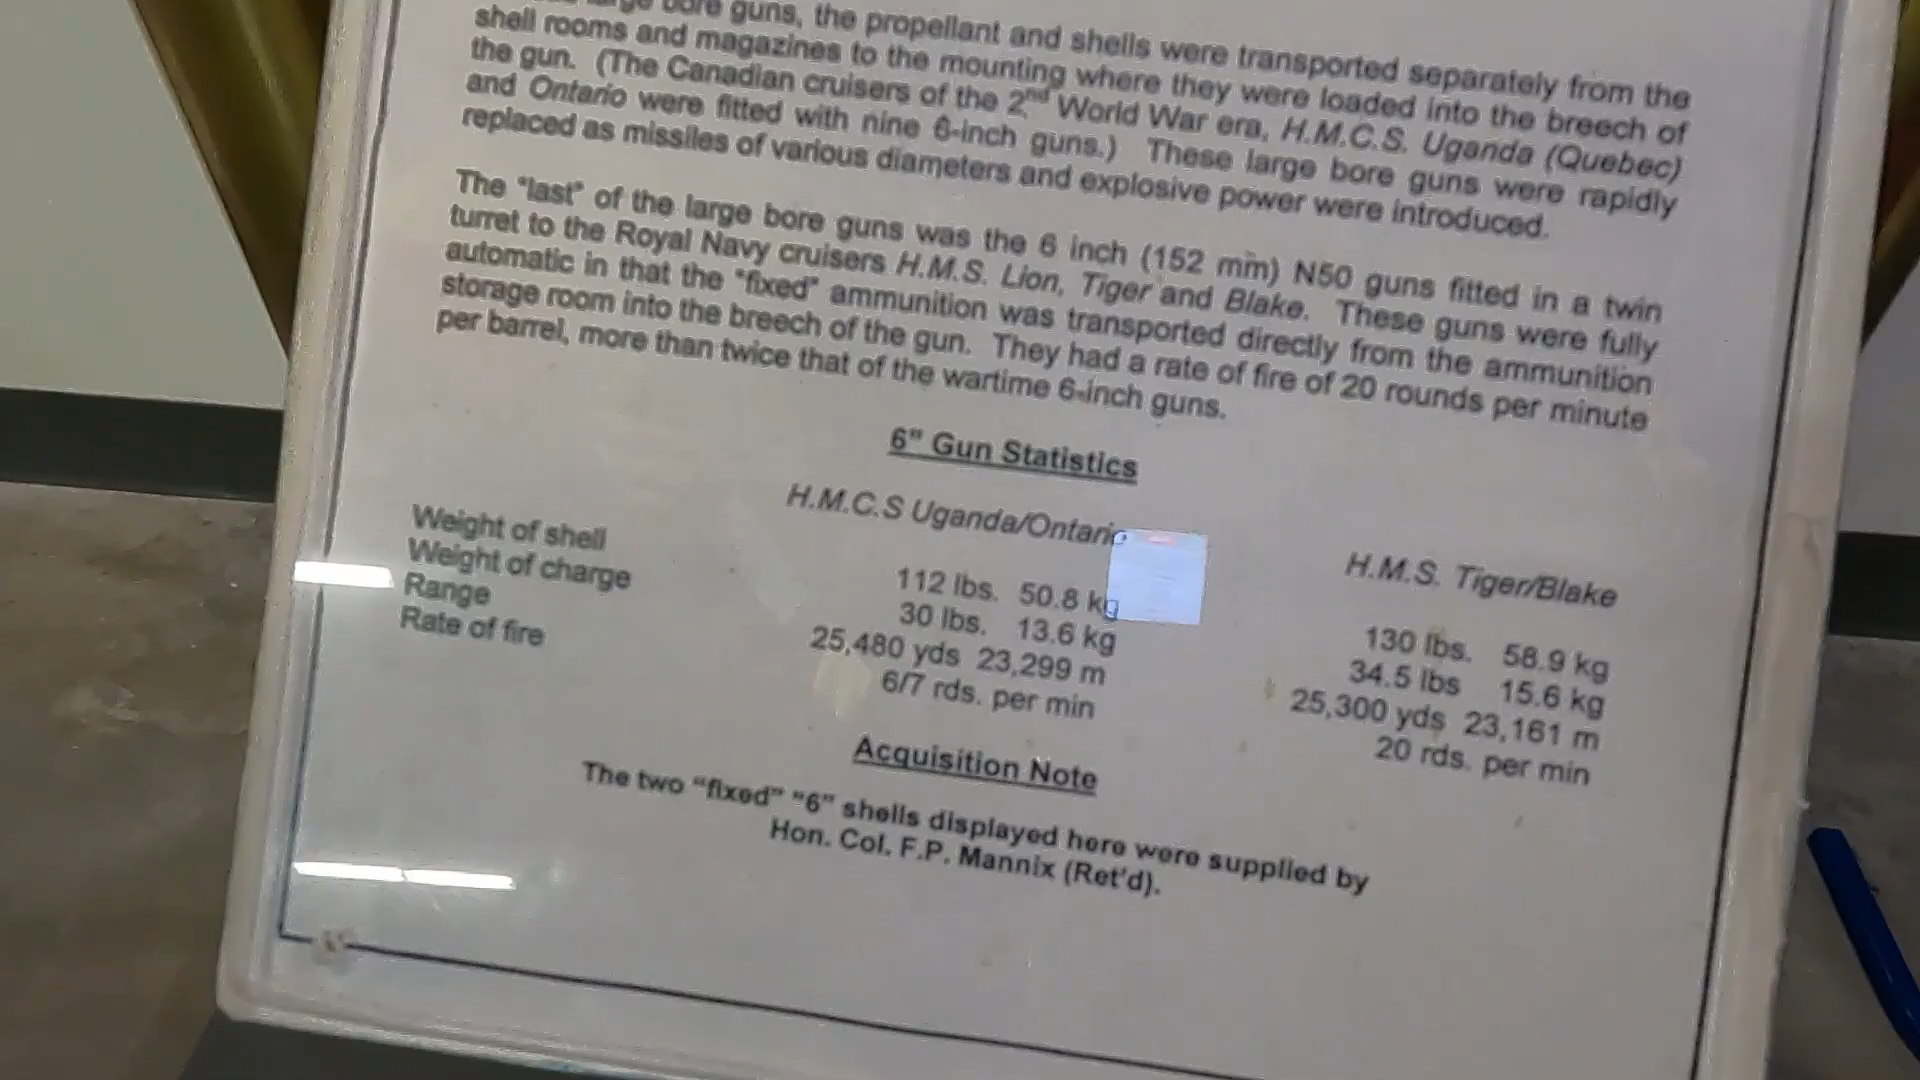 large bore guns, the propellant and shells were transported separately from the
shell rooms and magazines to the mounting where they were loaded into the breech of
the gun. (The Canadian cruisers of the 2nd World War era, H.M.C.S. Uganda (Quebec)
and Ontario were fitted with nine 6-inch guns.) These large bore guns were rapidly
replaced as missiles of various diameters and explosive power were introduced.
The "last" of the large bore guns was the 6 inch (152 mm) N50 guns fitted in a twin
turret to the Royal Navy cruisers H.M.S. Lion, Tiger and Blake. These guns were fully
automatic in that the "fixed" ammunition was transported directly from the ammunition
storage room into the breech of the gun. They had a rate of fire of 20 rounds per minute
per barrel, more than twice that of the wartime 6-inch guns.
6" Gun Statistics
H.M.C.S Uganda/Ontario H.M.S. Tiger/Blake
Weight of shell 112 lbs. 50.8 kg 130 lbs. 58.9 kg
Weight of charge 30 lbs. 13.6 kg 34.5 lbs 15.6 kg
Range 25,480 yds 23,299 m 25,300 yds 23,161 m
Rate of fire 6/7 rds. per min 20 rds. per min
Acquisition Note
The two "fixed" "6" shells displayed here were supplied by
Hon. Col. F.P. Mannix (Ret'd).